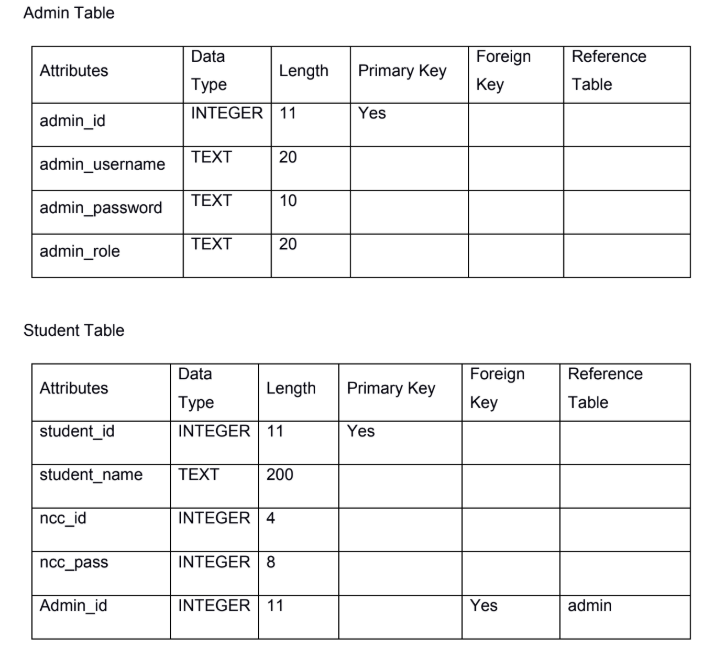 Admin Table
Attributes Data Type Length Primary Key Foreign Key Reference Table
admin_id INTEGER 11 Yes
admin_username TEXT 20
admin_password TEXT 10
admin_role TEXT 20
Student Table
Attributes Data Type Length Primary Key Foreign Key Reference Table
student_id INTEGER 11 Yes
student_name TEXT 200
ncc_id INTEGER 4
ncc_pass INTEGER 8
Admin_id INTEGER 11 Yes admin